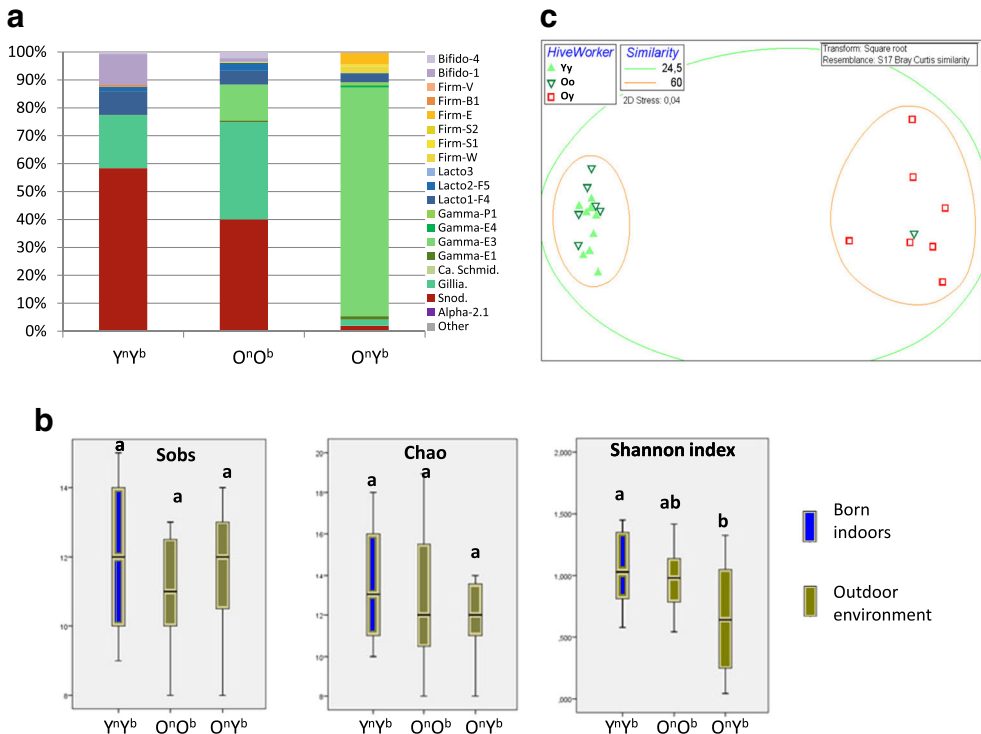 a
100%
90%
80%
70%
60%
50%
40%
30%
20%
10%
0%
YⁿYᵇ
OⁿOᵇ
OⁿYᵇ
Bifido-4
Bifido-1
Firm-V
Firm-B1
Firm-E
Firm-S2
Firm-S1
Firm-W
Lacto3
Lacto2-F5
Lacto1-F4
Gamma-P1
Gamma-E4
Gamma-E3
Gamma-E1
Ca. Schmid.
Gillia.
Snod.
Alpha-2.1
Other
c
HiveWorker
Yy
Oo
Oy
Similarity
24,5
60
2D Stress: 0,04
Transform: Square root
Resemblance: S17 Bray Curtis similarity
b
Sobs
a
a
a
14
12
10
8
YⁿYᵇ
OⁿOᵇ
OⁿYᵇ
Chao
a
a
a
20
18
16
14
12
10
8
YⁿYᵇ
OⁿOᵇ
OⁿYᵇ
Shannon index
a
ab
b
2,000
1,500
1,000
,500
,000
YⁿYᵇ
OⁿOᵇ
OⁿYᵇ
Born
indoors
Outdoor
environment